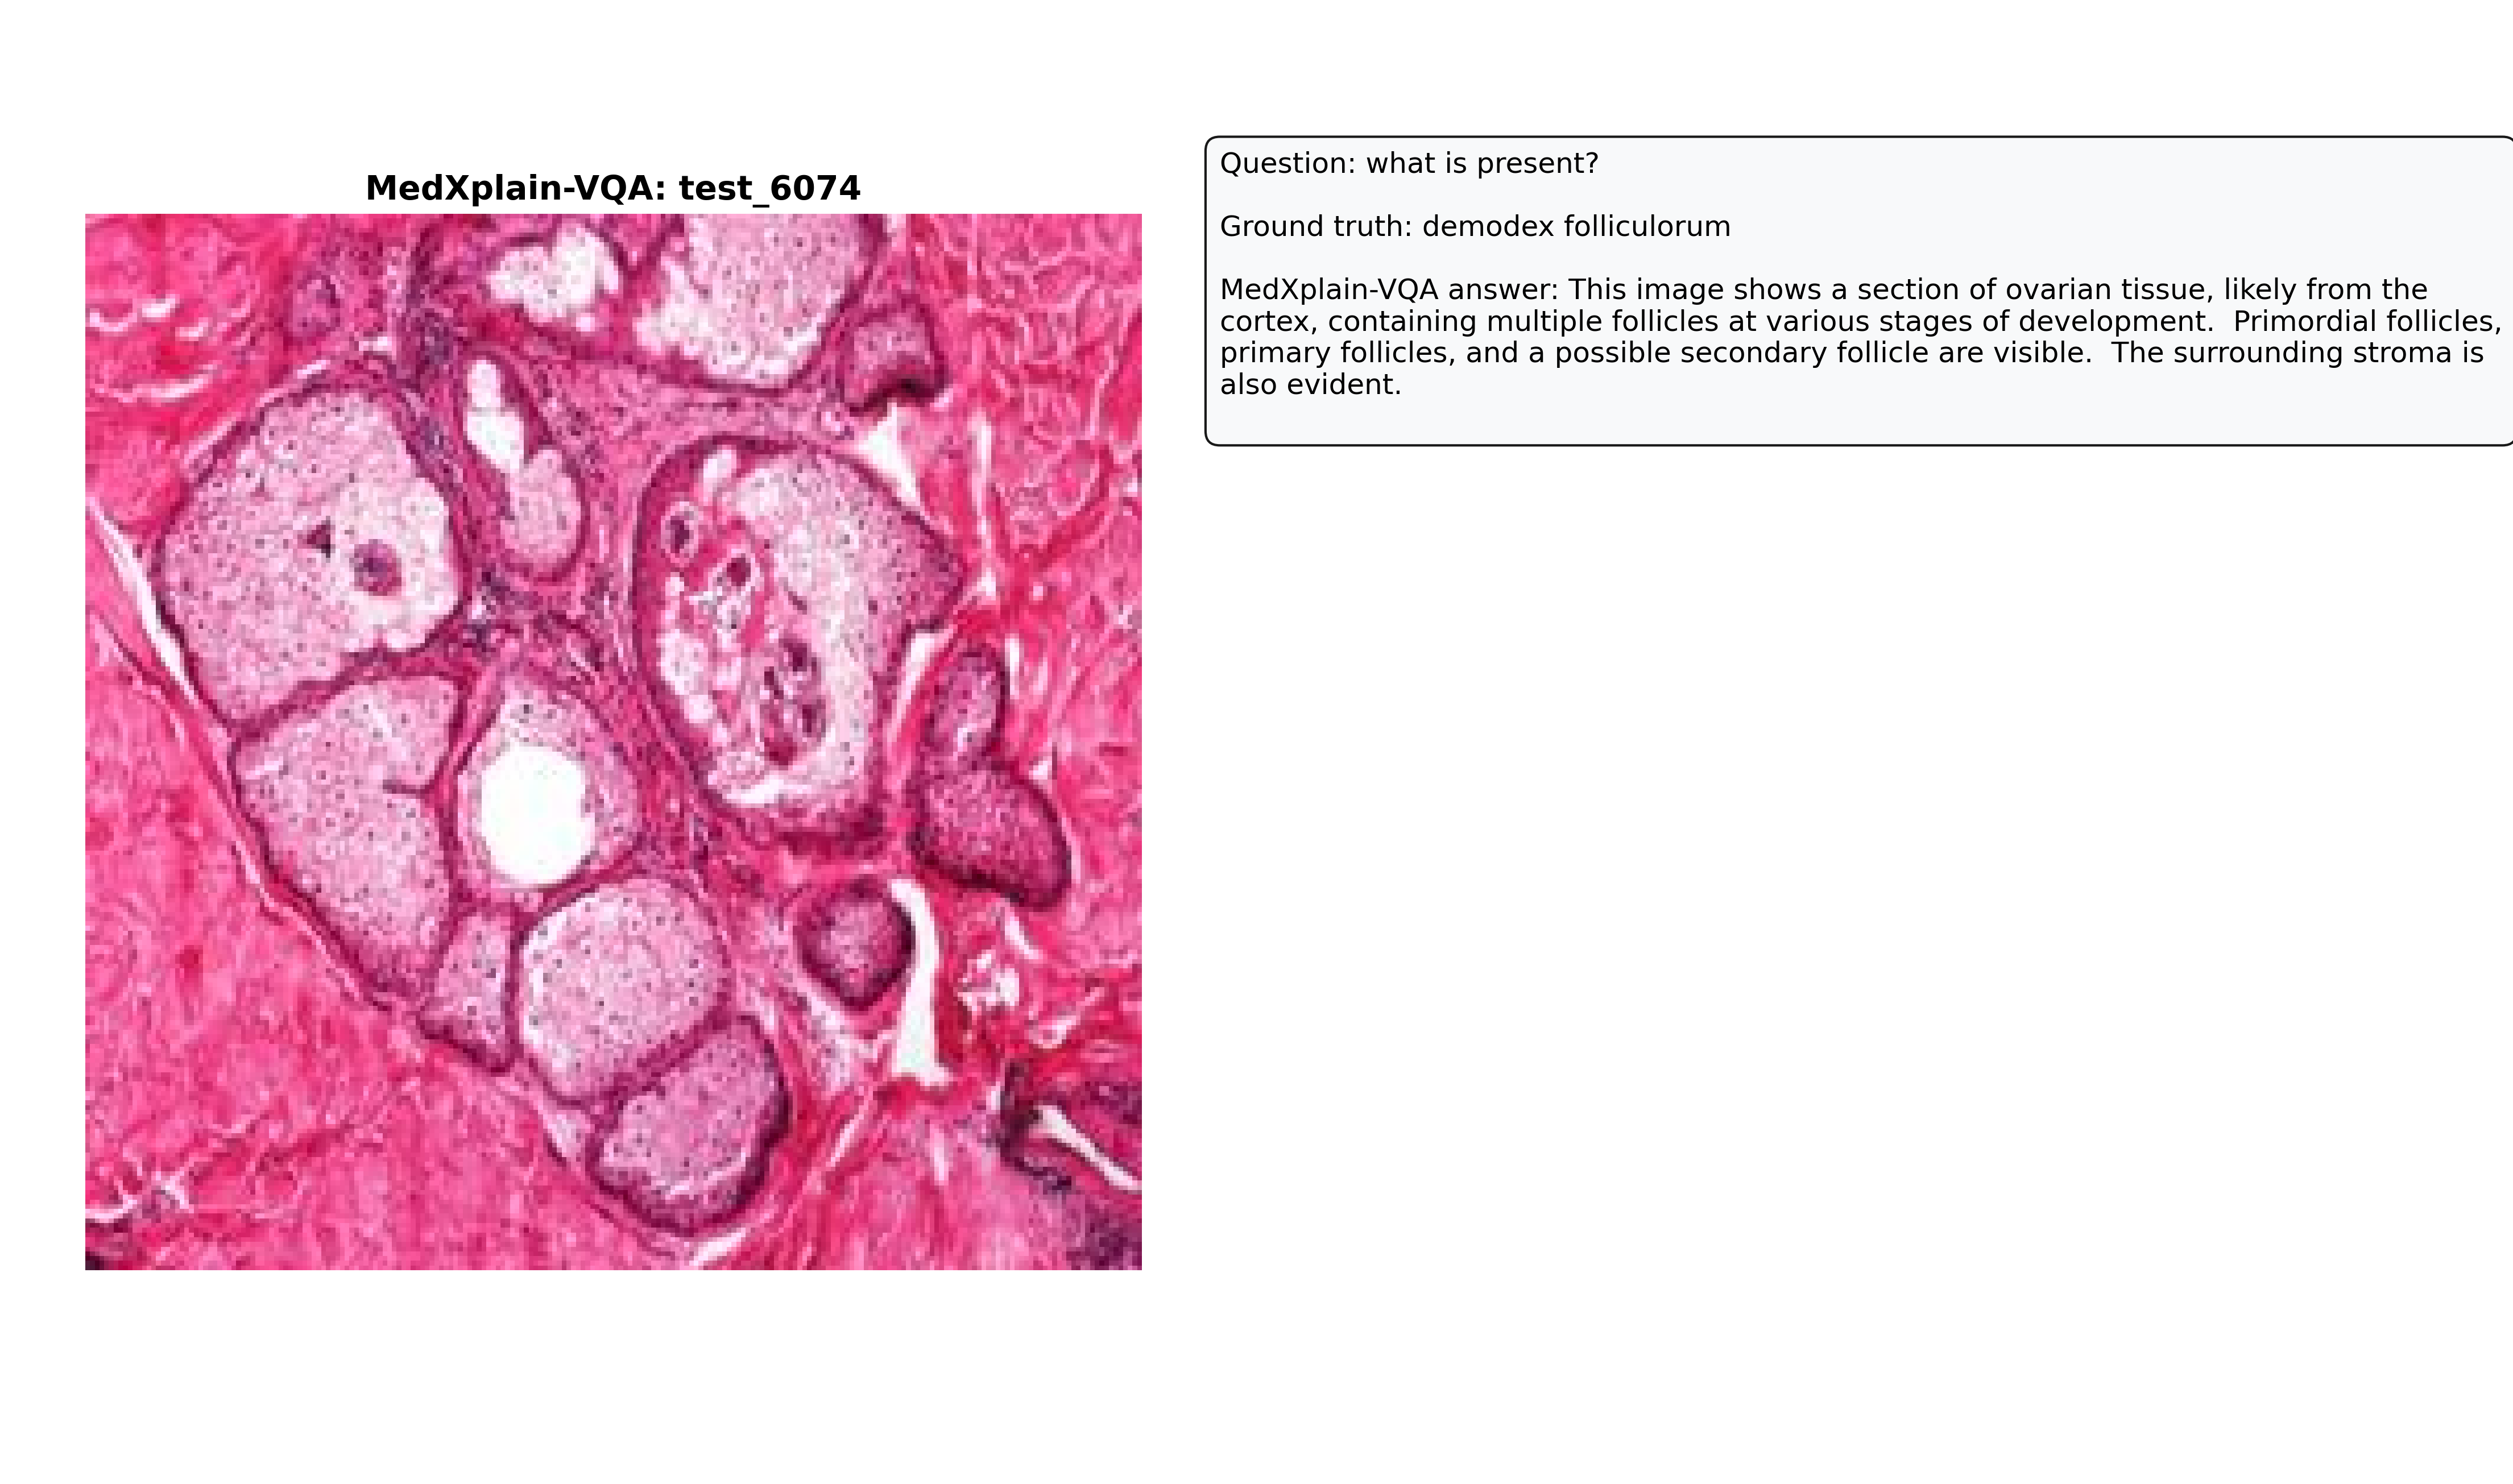 MedXplain-VQA: test_6074
Question: what is present?
Ground truth: demodex folliculorum
MedXplain-VQA answer: This image shows a section of ovarian tissue, likely from the
cortex, containing multiple follicles at various stages of development.  Primordial follicles,
primary follicles, and a possible secondary follicle are visible.  The surrounding stroma is
also evident.